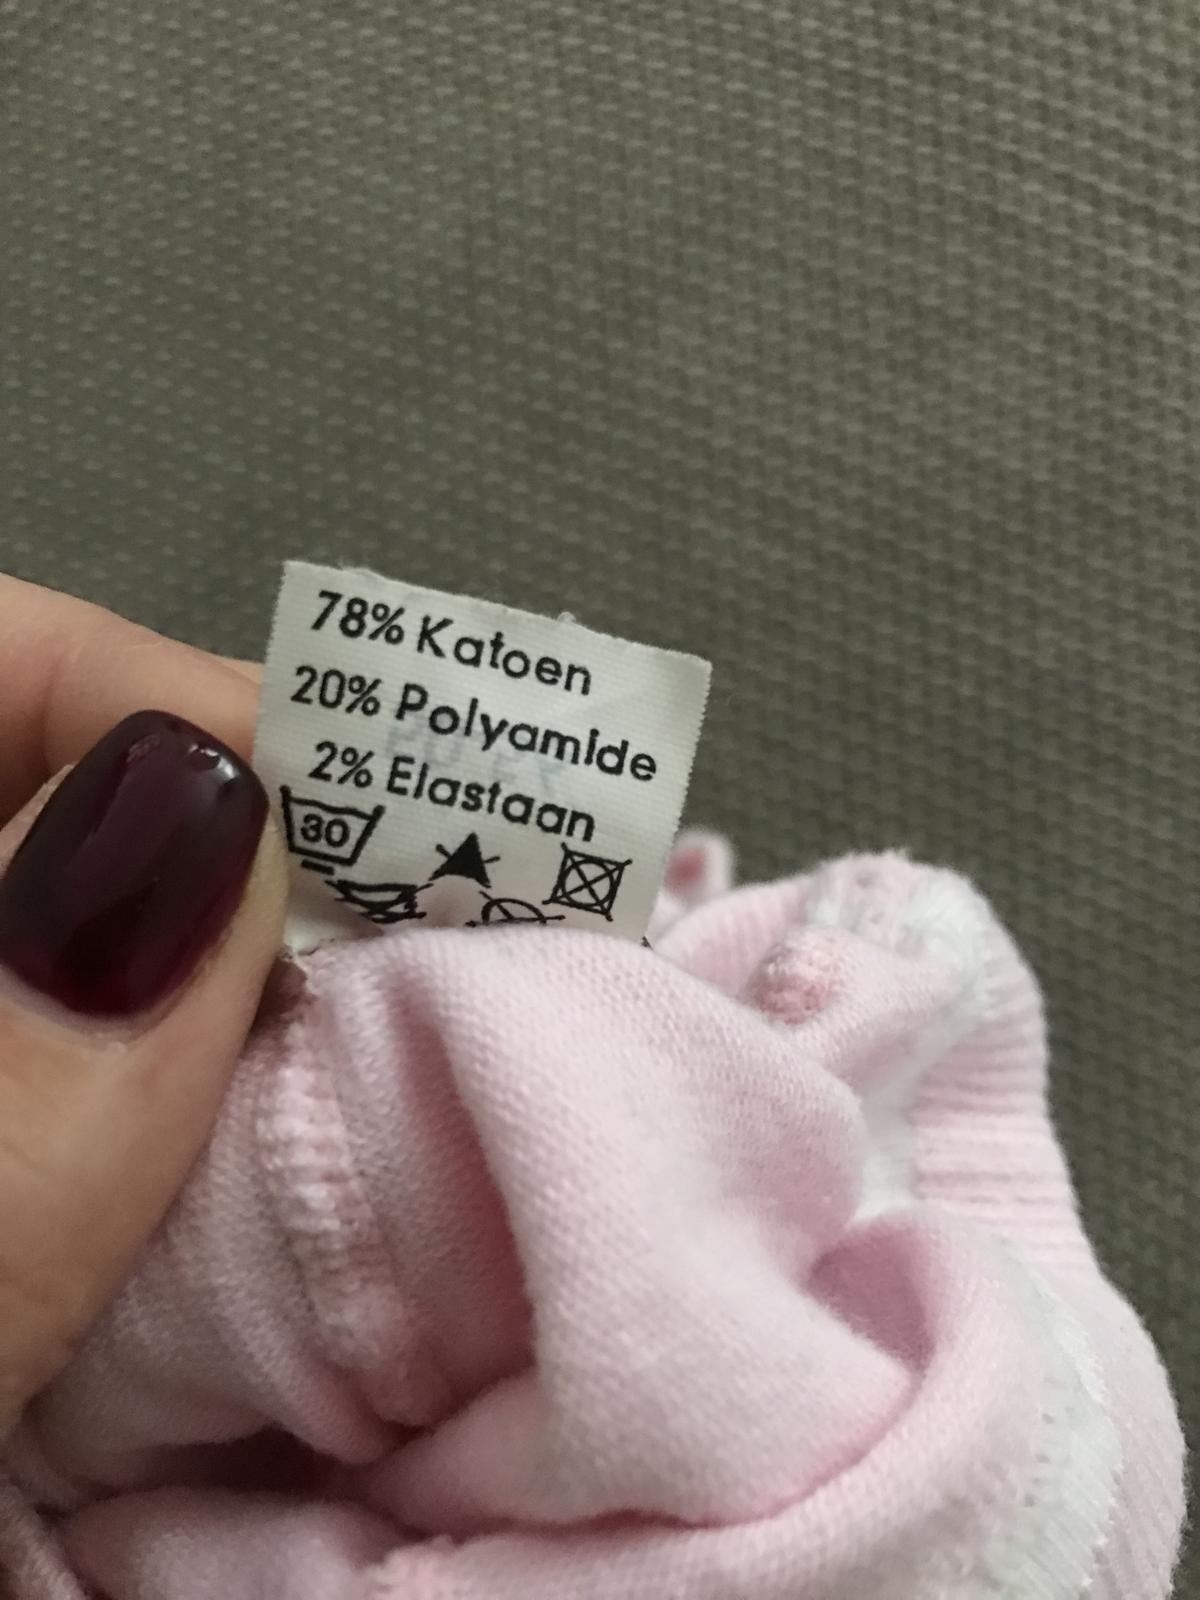 78% Katoen
20% Polyamide
2% Elastaan
30